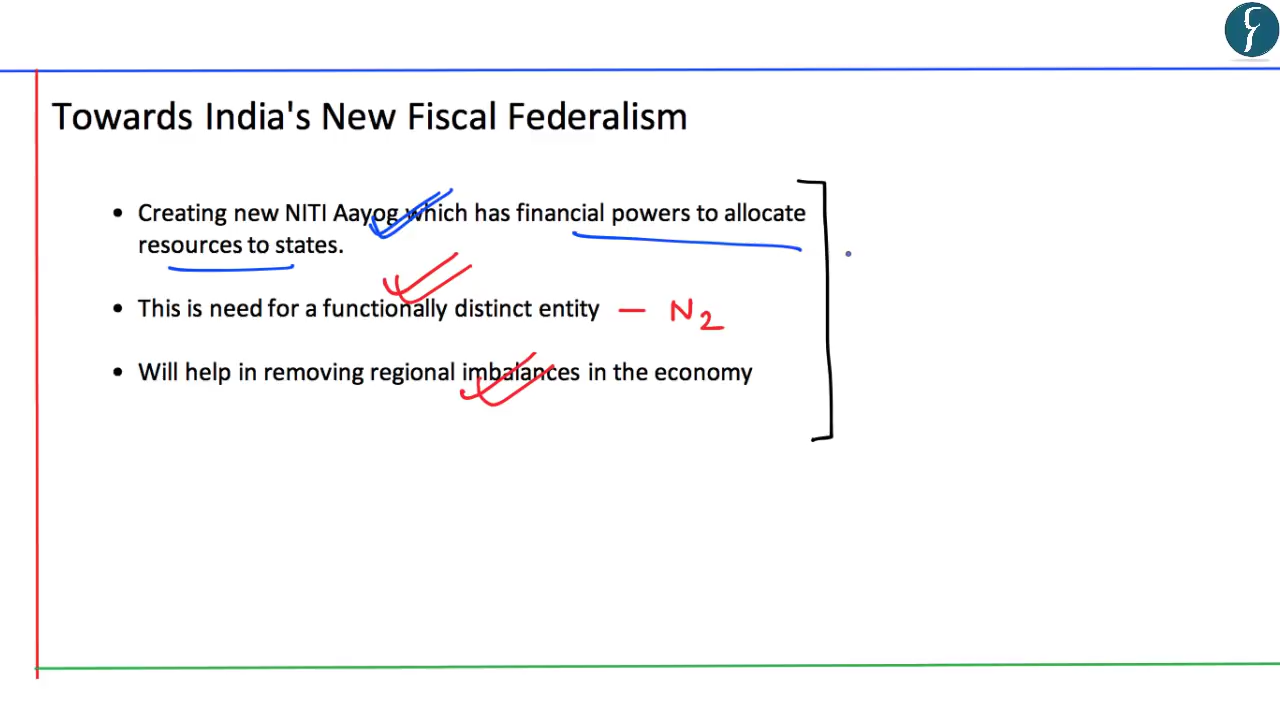 Towards India's New Fiscal Federalism
• Creating new NITI Aayog which has financial powers to allocate
resources to states.
• This is need for a functionally distinct entity — N2
• Will help in removing regional imbalances in the economy